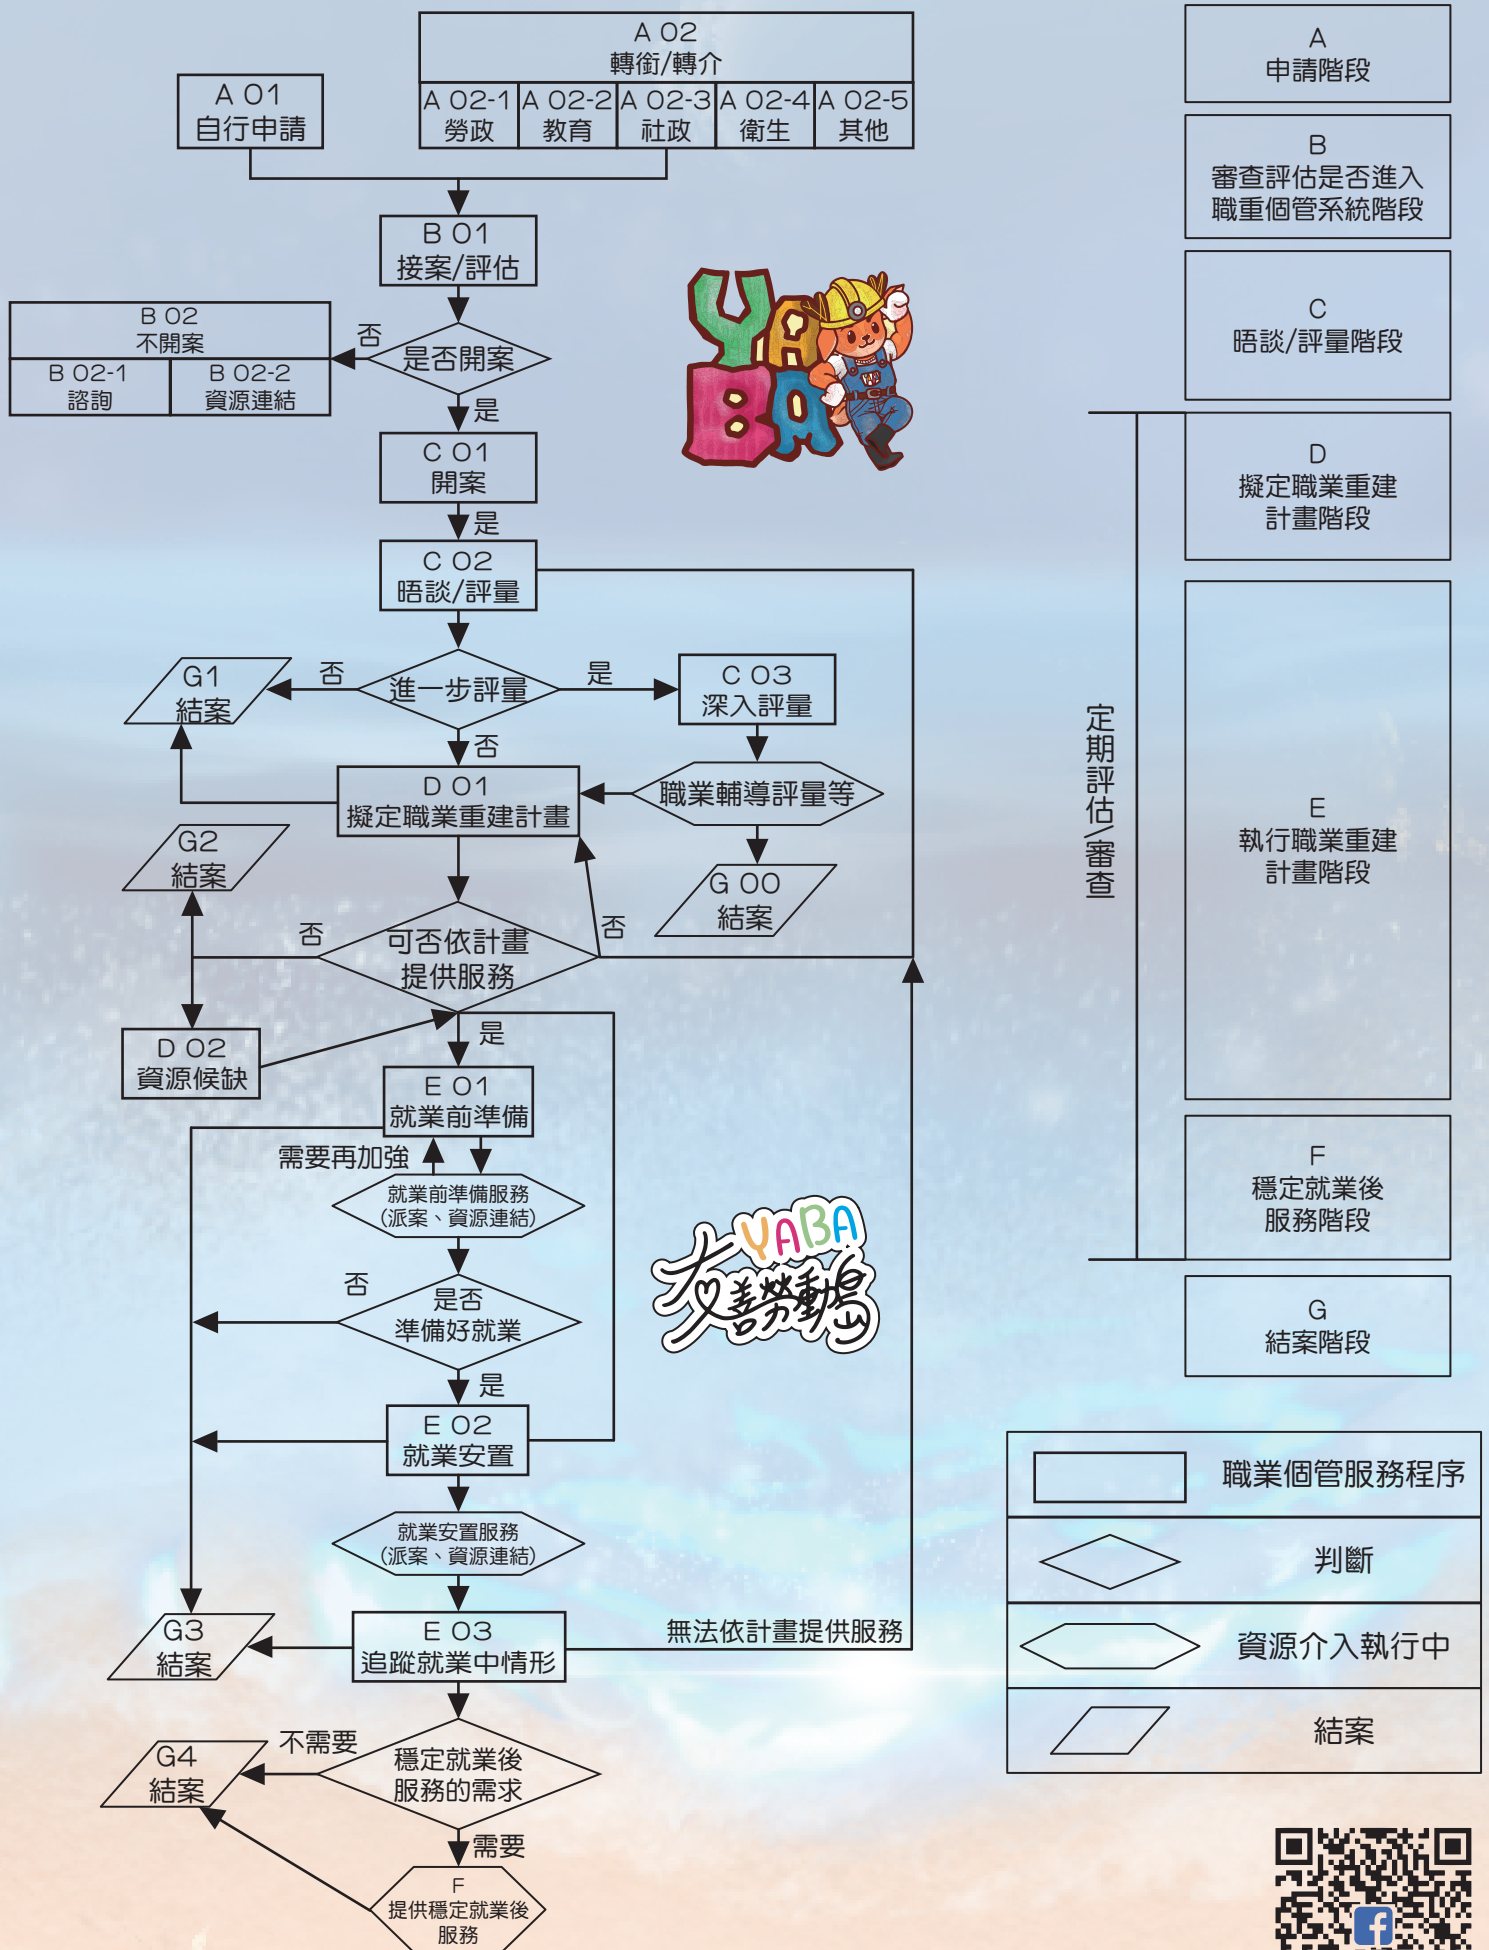 A 01
自行申請
A 02
轉銜/轉介
A 02-1
勞政
A 02-2
教育
A 02-3
社政
A 02-4
衛生
A 02-5
其他
B 01
接案/評估
是否開案
否
B 02
不開案
B 02-1
諮詢
B 02-2
資源連結
是
C 01
開案
是
C 02
晤談/評量
進一步評量
否
G1
結案
是
C 03
深入評量
否
職業輔導評量等
D 01
擬定職業重建計畫
G 00
結案
G2
結案
可否依計畫
提供服務
否
否
D 02
資源候缺
是
E 01
就業前準備
需要再加強
就業前準備服務
(派案、資源連結)
是否
準備好就業
否
是
E 02
就業安置
就業安置服務
(派案、資源連結)
E 03
追蹤就業中情形
無法依計畫提供服務
G3
結案
穩定就業後
服務的需求
不需要
G4
結案
需要
F
提供穩定就業後
服務
YABA
YABA
YABA
友善勞動島
A
申請階段
B
審查評估是否進入
職重個管系統階段
C
晤談/評量階段
D
擬定職業重建
計畫階段
E
執行職業重建
計畫階段
F
穩定就業後
服務階段
G
結案階段
定期評估/審查
職業個管服務程序
判斷
資源介入執行中
結案